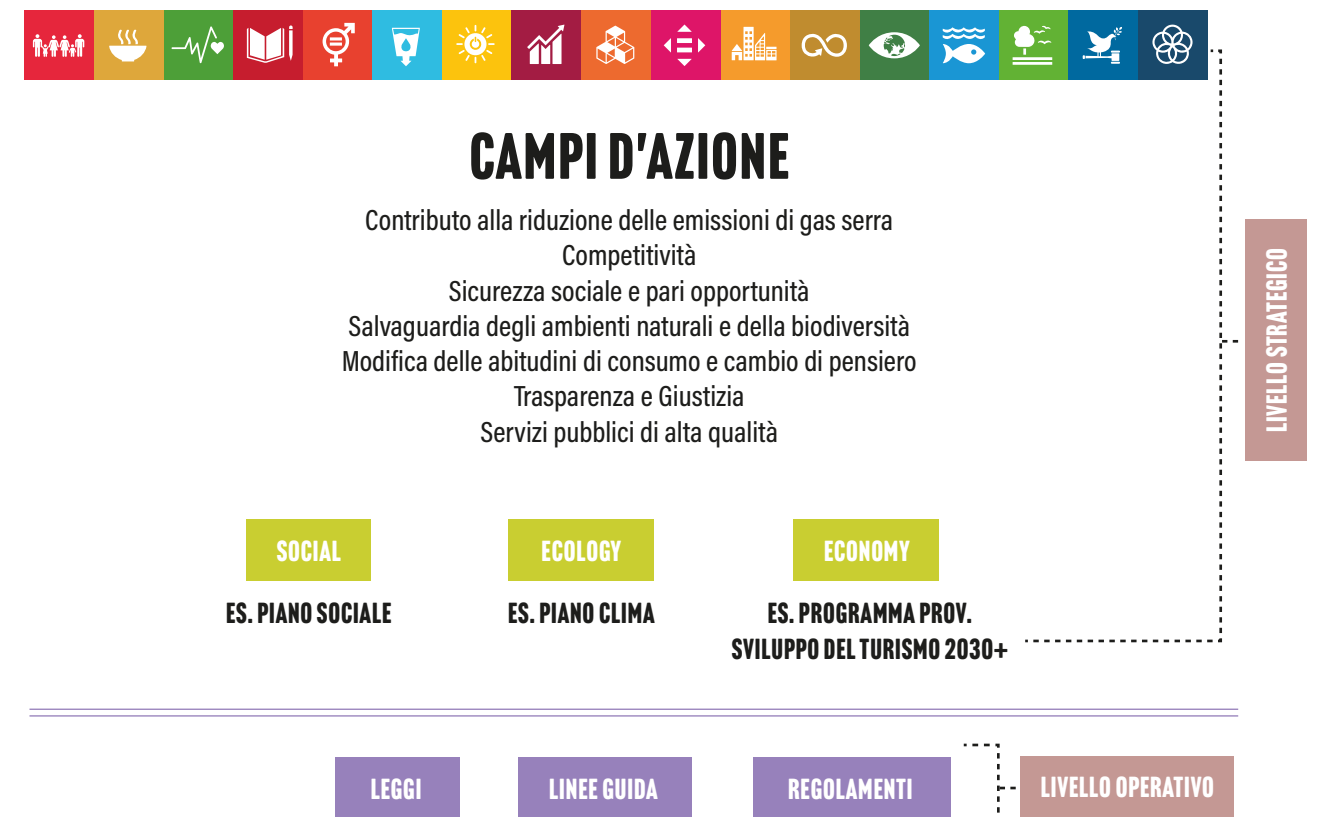 CAMPI D'AZIONE
Contributo alla riduzione delle emissioni di gas serra
Competitività
Sicurezza sociale e pari opportunità
Salvaguardia degli ambienti naturali e della biodiversità
Modifica delle abitudini di consumo e cambio di pensiero
Trasparenza e Giustizia
Servizi pubblici di alta qualità
LIVELLO STRATEGICO
SOCIAL
ECOLOGY
ECONOMY
ES. PIANO SOCIALE
ES. PIANO CLIMA
ES. PROGRAMMA PROV.
SVILUPPO DEL TURISMO 2030+
LEGGI
LINEE GUIDA
REGOLAMENTI
LIVELLO OPERATIVO